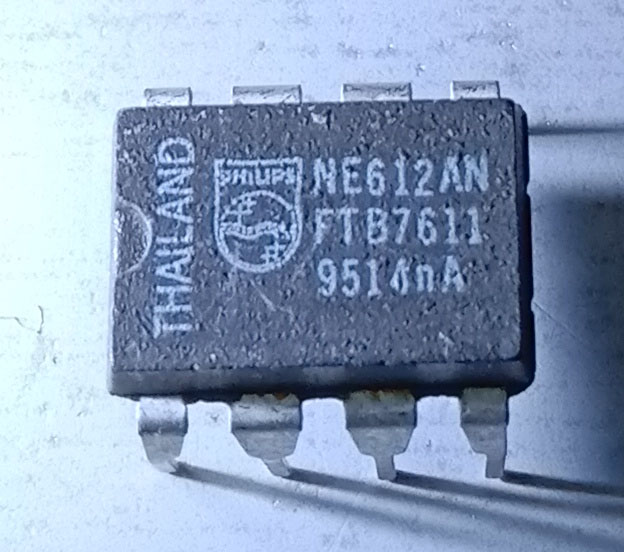 THAILAND
PHILIPS
NE612AN
FTB7611
9514nA